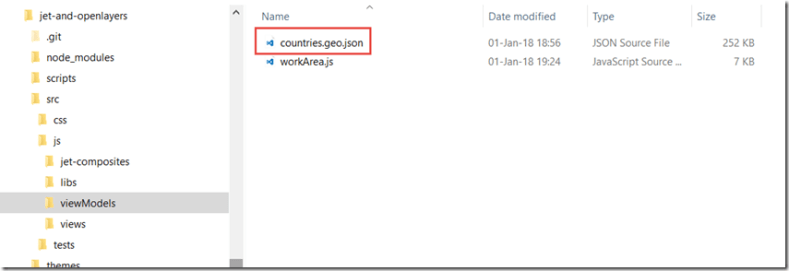 jet-and-openlayers
.git
node_modules
scripts
src
css
js
jet-composites
libs
viewModels
views
tests
themes
Name Date modified Type Size
countries.geo.json 01-Jan-18 18:56 JSON Source File 252 KB
workArea.js 01-Jan-18 19:24 JavaScript Source ... 7 KB